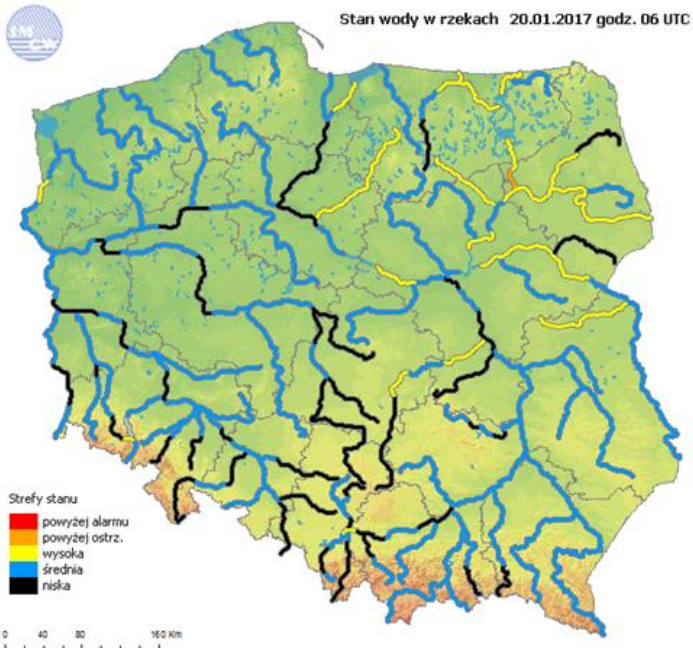 Stan wody w rzekach 20.01.2017 godz. 06 UTC
Strefy stanu
powyżej alarmu
powyżej ostrz.
wysoka
średnia
niska
0 40 80 160 Km